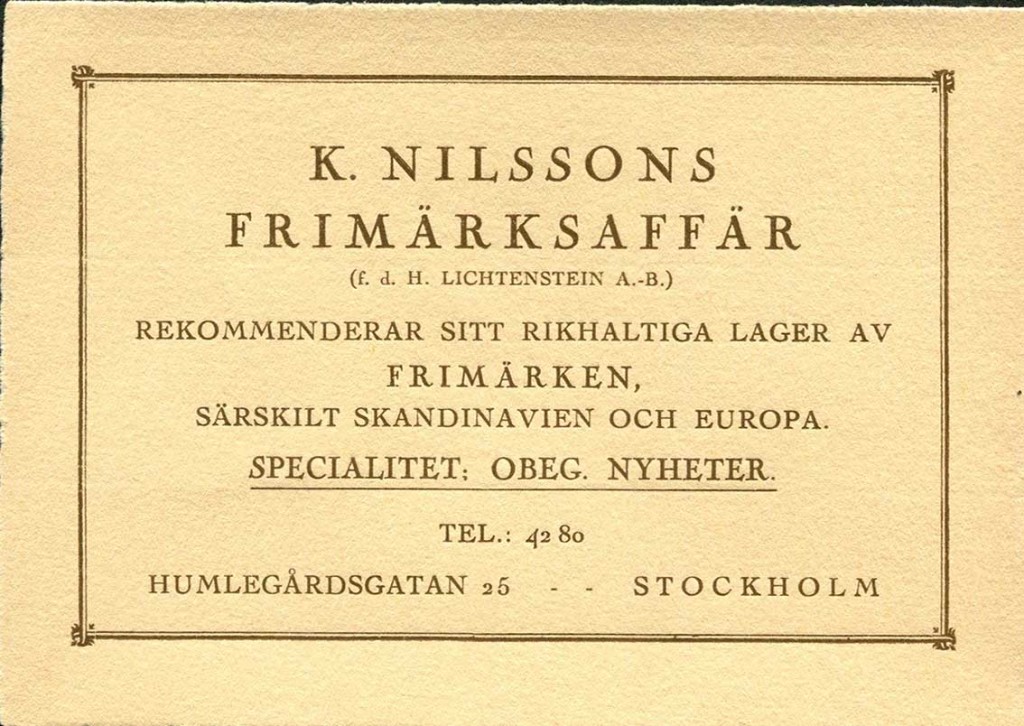 K. NILSSONS
FRIMÄRKSAFFÄR
(f. d. H. LICHTENSTEIN A.-B.)
REKOMMENDERAR SITT RIKHALTIGA LAGER AV
FRIMÄRKEN,
SÄRSKILT SKANDINAVIEN OCH EUROPA.
SPECIALITET: OBEG. NYHETER.
TEL.: 42 80
HUMLEGÅRDSGATAN 25 - - STOCKHOLM